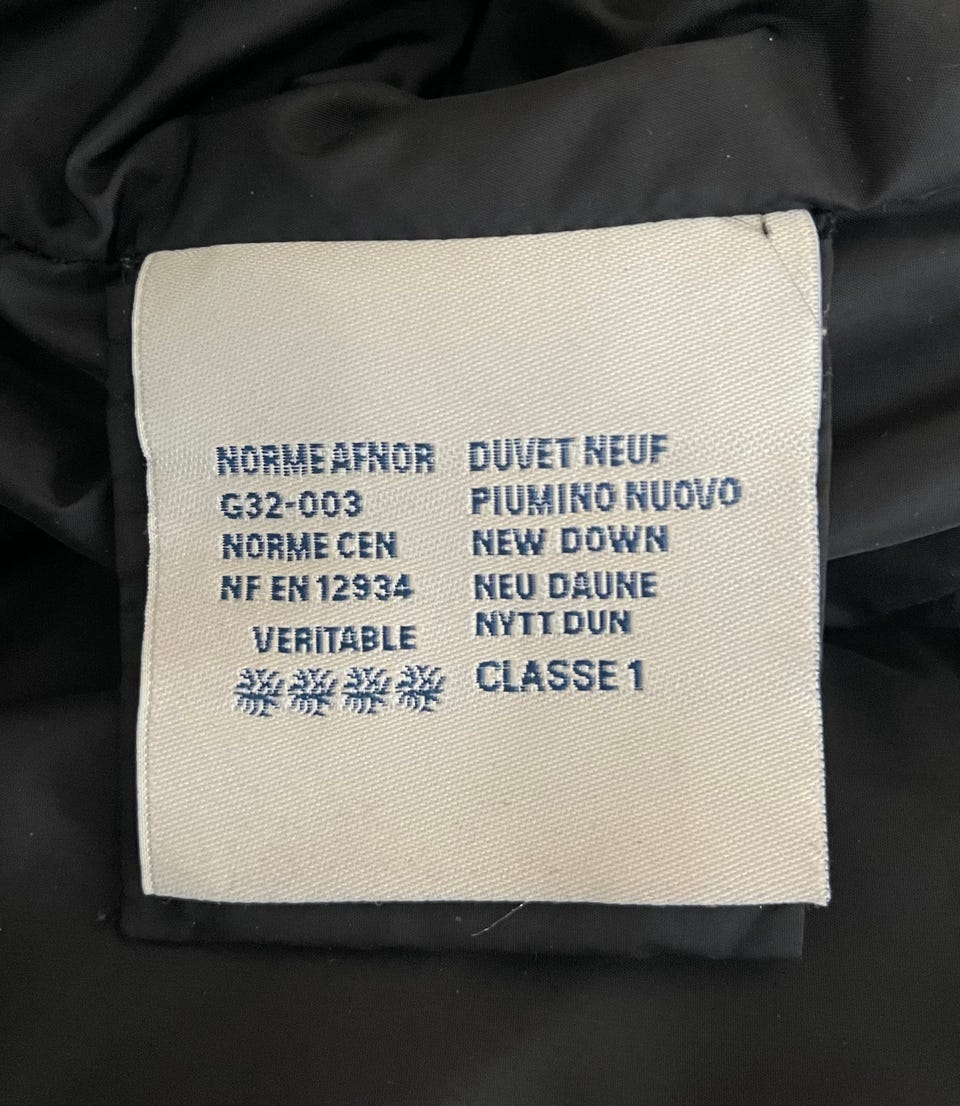 NORME AFNOR
G32-003
NORME CEN
NF EN 12934
VERITABLE
DUVET NEUF
PIUMINO NUOVO
NEW DOWN
NEU DAUNE
NYTT DUN
CLASSE 1